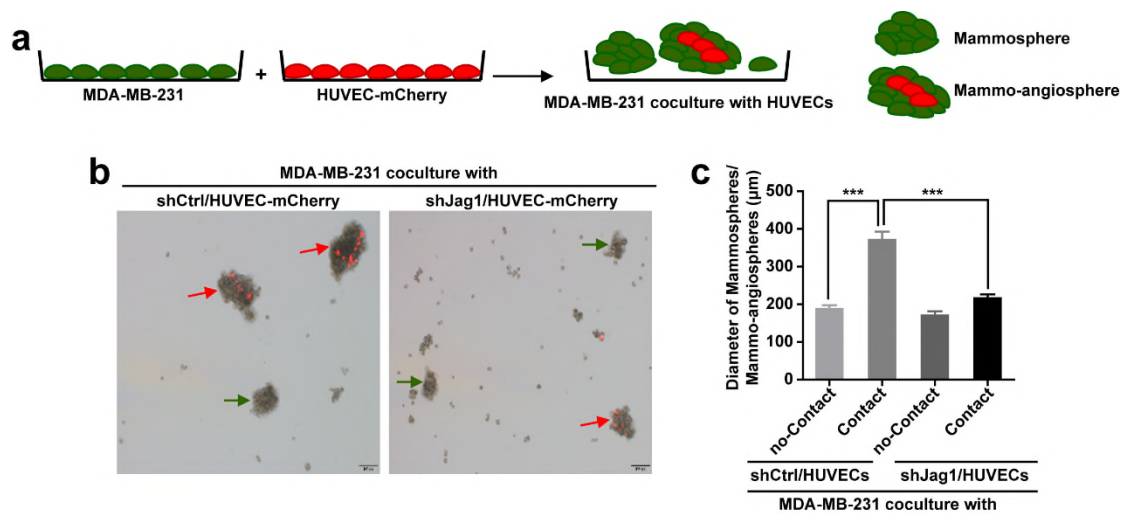 a
MDA-MB-231
+
HUVEC-mCherry
MDA-MB-231 coculture with HUVECs
Mammosphere
Mammo-angiosphere
b
MDA-MB-231 coculture with
shCtrl/HUVEC-mCherry
shJag1/HUVEC-mCherry
c
Diameter of Mammospheres/
Mammo-angiospheres (μm)
500
400
300
200
100
0
***
***
no-Contact
Contact
no-Contact
Contact
shCtrl/HUVECs
shJag1/HUVECs
MDA-MB-231 coculture with